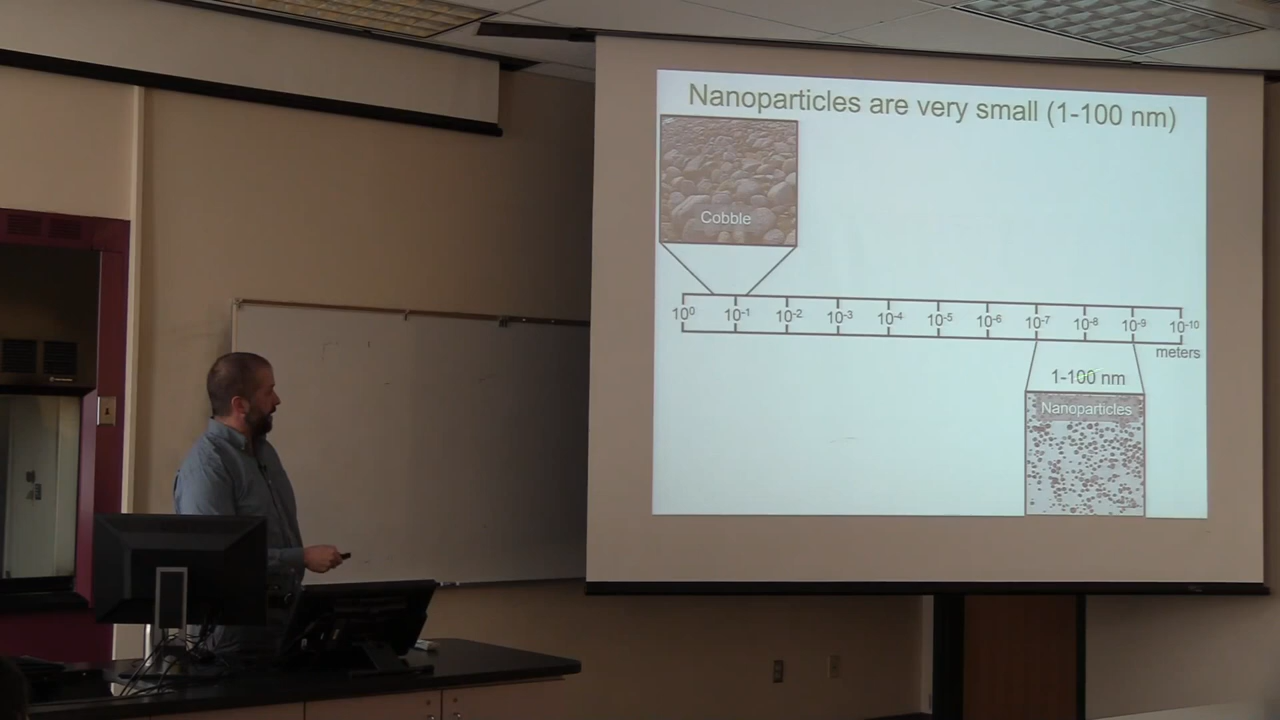 Nanoparticles are very small (1-100 nm)
Cobble
10⁰ 10⁻¹ 10⁻² 10⁻³ 10⁻⁴ 10⁻⁵ 10⁻⁶ 10⁻⁷ 10⁻⁸ 10⁻⁹ 10⁻¹⁰
meters
1-100 nm
Nanoparticles